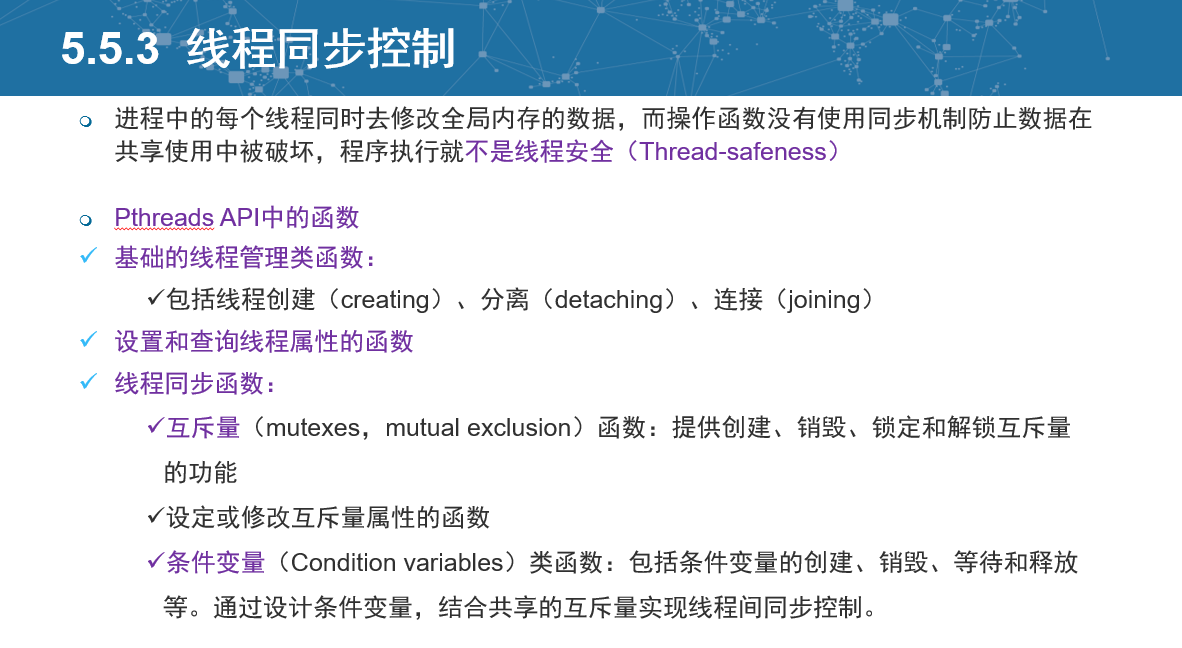 5.5.3 线程同步控制
进程中的每个线程同时去修改全局内存的数据，而操作函数没有使用同步机制防止数据在
共享使用中被破坏，程序执行就不是线程安全（Thread-safeness）
Pthreads API中的函数
基础的线程管理类函数：
包括线程创建（creating）、分离（detaching）、连接（joining）
设置和查询线程属性的函数
线程同步函数：
互斥量（mutexes，mutual exclusion）函数：提供创建、销毁、锁定和解锁互斥量
的功能
设定或修改互斥量属性的函数
条件变量（Condition variables）类函数：包括条件变量的创建、销毁、等待和释放
等。通过设计条件变量，结合共享的互斥量实现线程间同步控制。